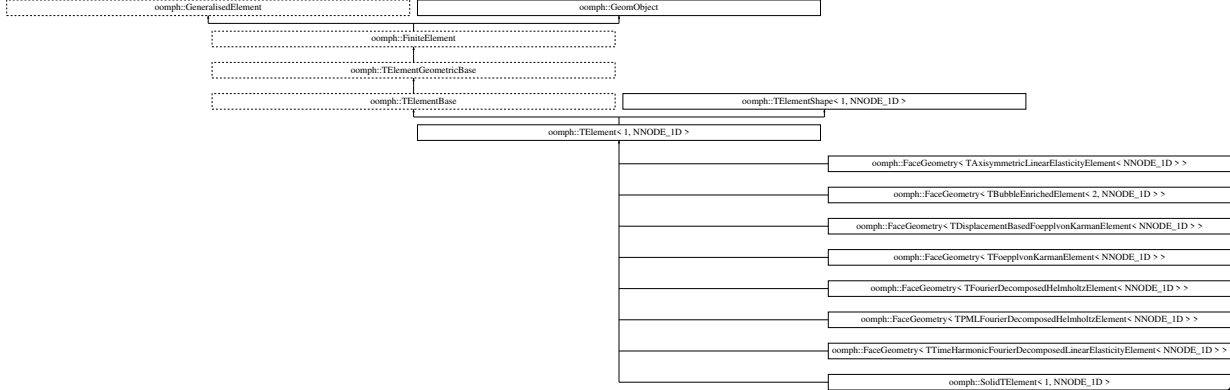 oomph::GeneralisedElement
oomph::GeomObject
oomph::FiniteElement
oomph::TElementGeometricBase
oomph::TElementBase
oomph::TElementShape< 1, NNODE_1D >
oomph::TElement< 1, NNODE_1D >
oomph::FaceGeometry< TAxisymmetricLinearElasticityElement< NNODE_1D > >
oomph::FaceGeometry< TBubbleEnrichedElement< 2, NNODE_1D > >
oomph::FaceGeometry< TDisplacementBasedFoepplvonKarmanElement< NNODE_1D > >
oomph::FaceGeometry< TFoepplvonKarmanElement< NNODE_1D > >
oomph::FaceGeometry< TFourierDecomposedHelmholtzElement< NNODE_1D > >
oomph::FaceGeometry< TPMLFourierDecomposedHelmholtzElement< NNODE_1D > >
oomph::FaceGeometry< TTimeHarmonicFourierDecomposedLinearElasticityElement< NNODE_1D > >
oomph::SolidTElement< 1, NNODE_1D >